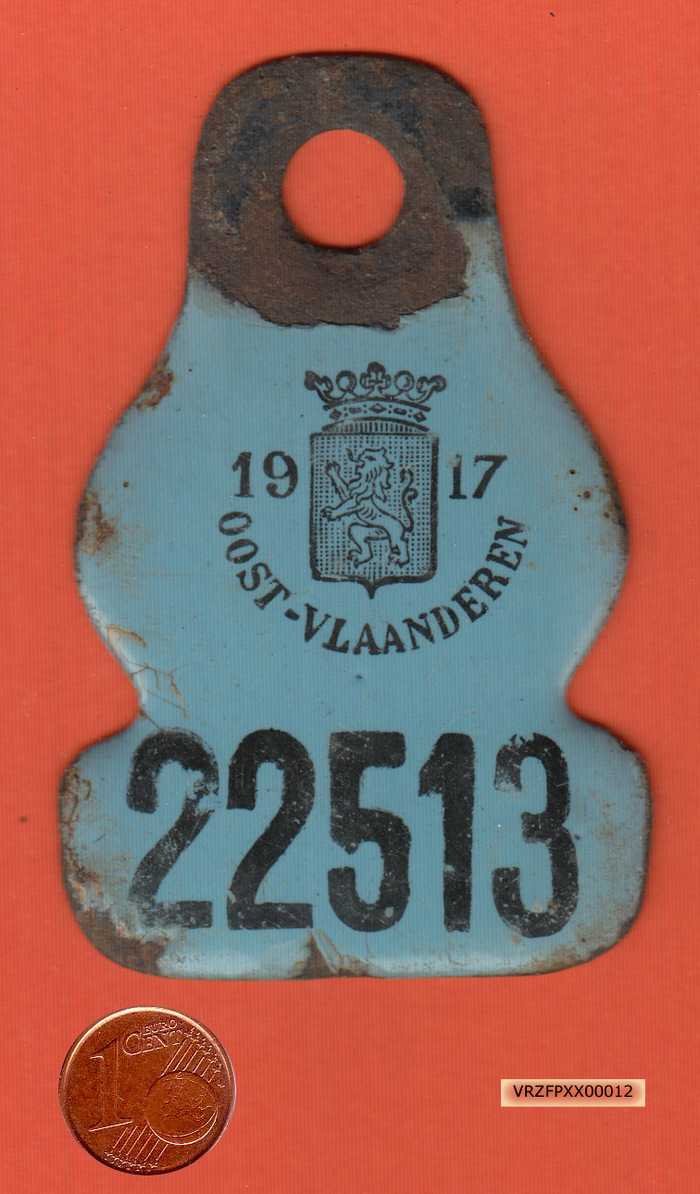 19 17
OOST-VLAANDEREN
22513
1 EURO
CENT
VRZFPXX00012